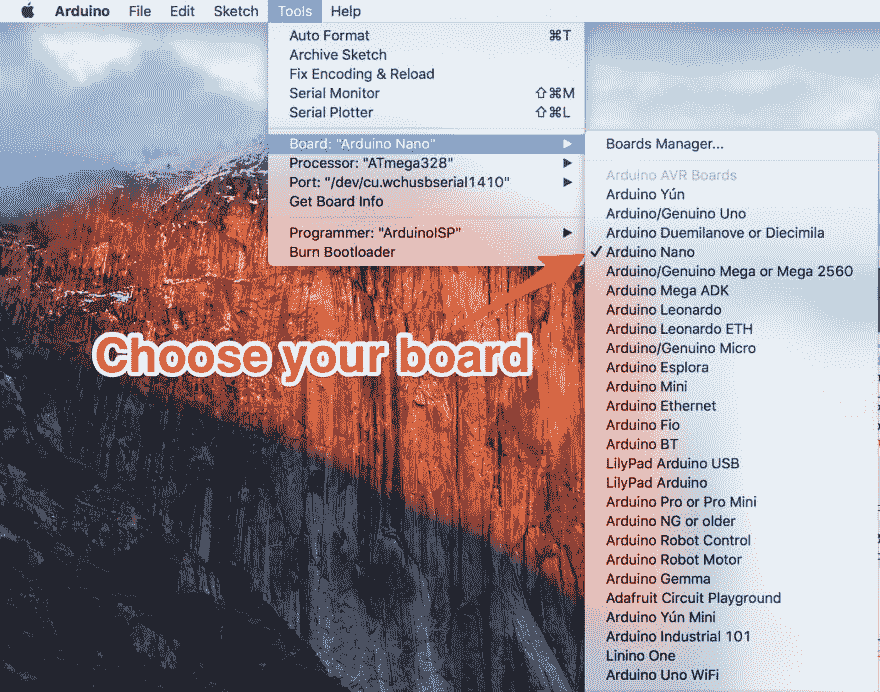 Arduino File Edit Sketch Tools Help
Auto Format ⌘T
Archive Sketch
Fix Encoding & Reload
Serial Monitor ⇧⌘M
Serial Plotter ⇧⌘L
Board: "Arduino Nano"
Processor: "ATmega328"
Port: "/dev/cu.wchusbserial1410"
Get Board Info
Programmer: "ArduinoISP"
Burn Bootloader
Boards Manager...
Arduino AVR Boards
Arduino Yún
Arduino/Genuino Uno
Arduino Duemilanove or Diecimila
✓ Arduino Nano
Arduino/Genuino Mega or Mega 2560
Arduino Mega ADK
Arduino Leonardo
Arduino Leonardo ETH
Arduino/Genuino Micro
Arduino Esplora
Arduino Mini
Arduino Ethernet
Arduino Fio
Arduino BT
LilyPad Arduino USB
LilyPad Arduino
Arduino Pro or Pro Mini
Arduino NG or older
Arduino Robot Control
Arduino Robot Motor
Arduino Gemma
Adafruit Circuit Playground
Arduino Yún Mini
Arduino Industrial 101
Linino One
Arduino Uno WiFi
Choose your board